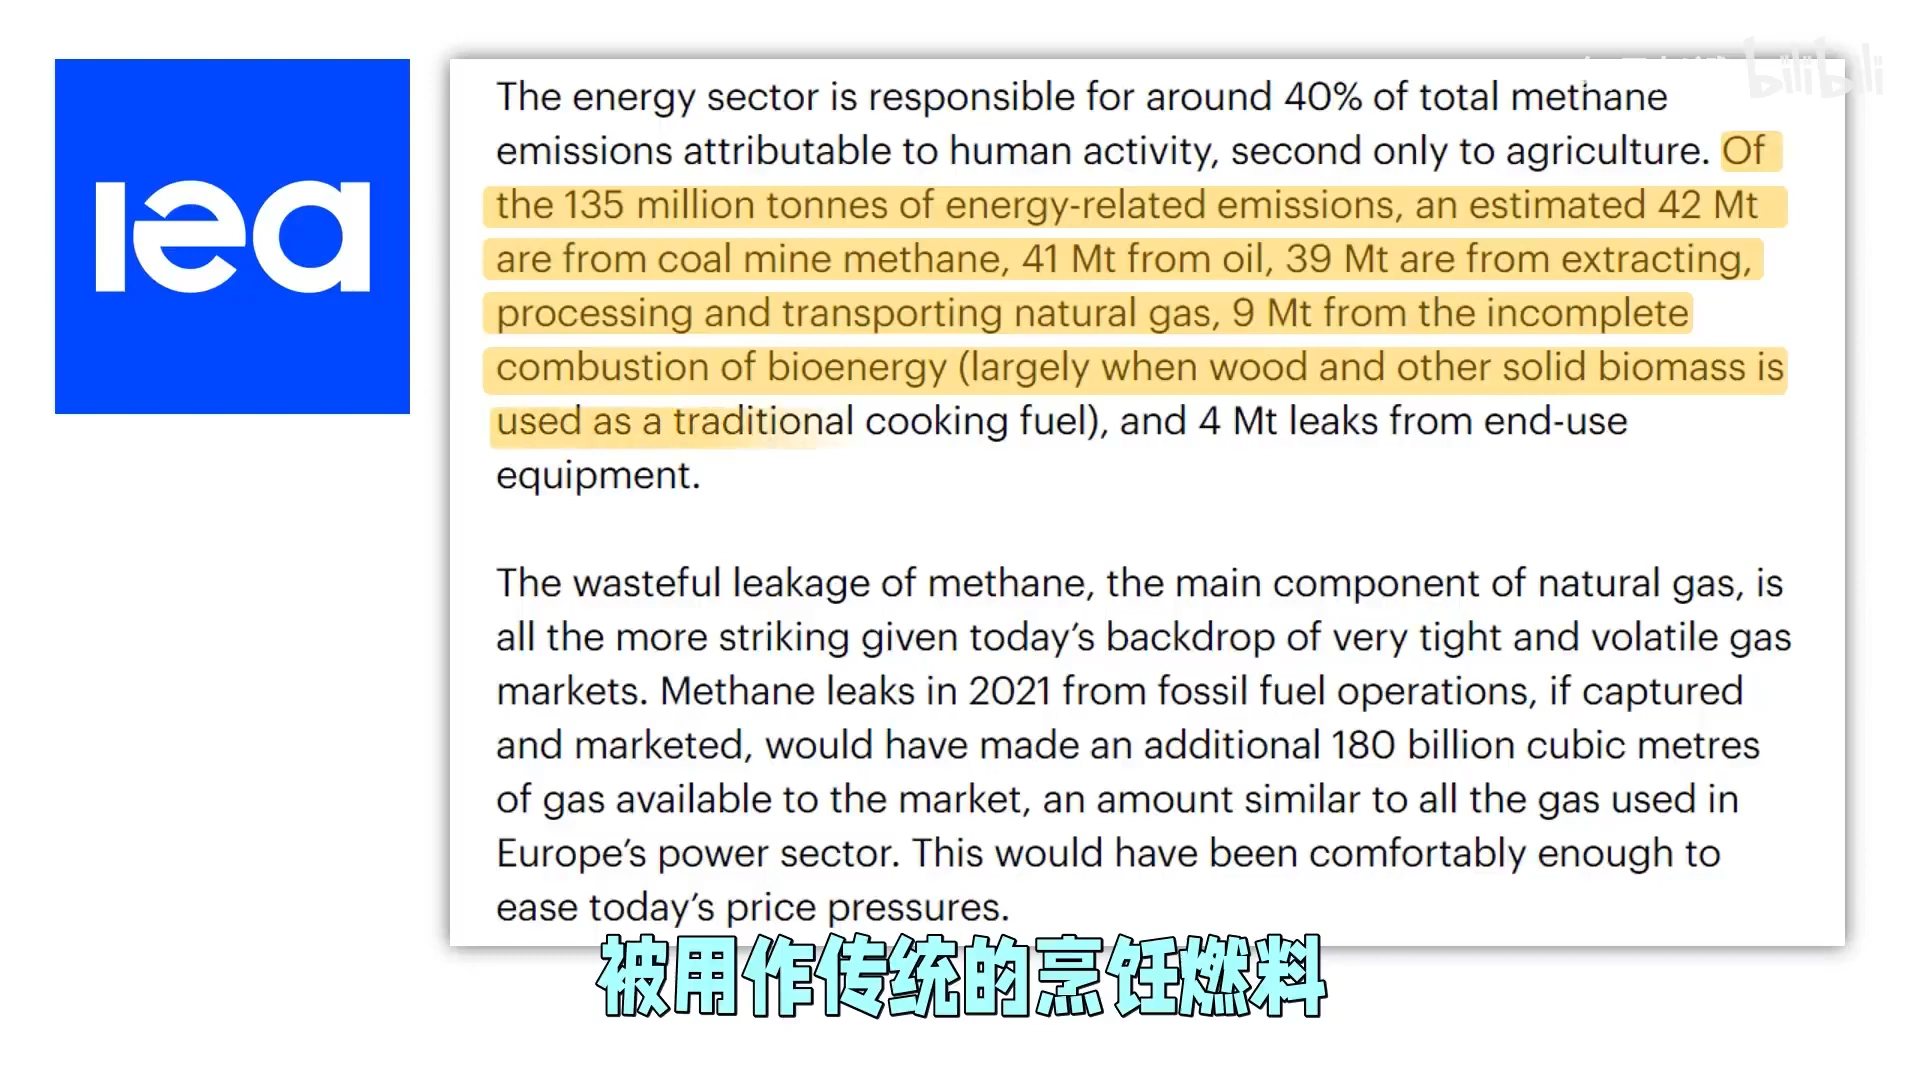 iea
bilibili
The energy sector is responsible for around 40% of total methane
emissions attributable to human activity, second only to agriculture. Of
the 135 million tonnes of energy-related emissions, an estimated 42 Mt
are from coal mine methane, 41 Mt from oil, 39 Mt are from extracting,
processing and transporting natural gas, 9 Mt from the incomplete
combustion of bioenergy (largely when wood and other solid biomass is
used as a traditional cooking fuel), and 4 Mt leaks from end-use
equipment.
The wasteful leakage of methane, the main component of natural gas, is
all the more striking given today’s backdrop of very tight and volatile gas
markets. Methane leaks in 2021 from fossil fuel operations, if captured
and marketed, would have made an additional 180 billion cubic metres
of gas available to the market, an amount similar to all the gas used in
Europe’s power sector. This would have been comfortably enough to
ease today’s price pressures.
被用作传统的烹饪燃料